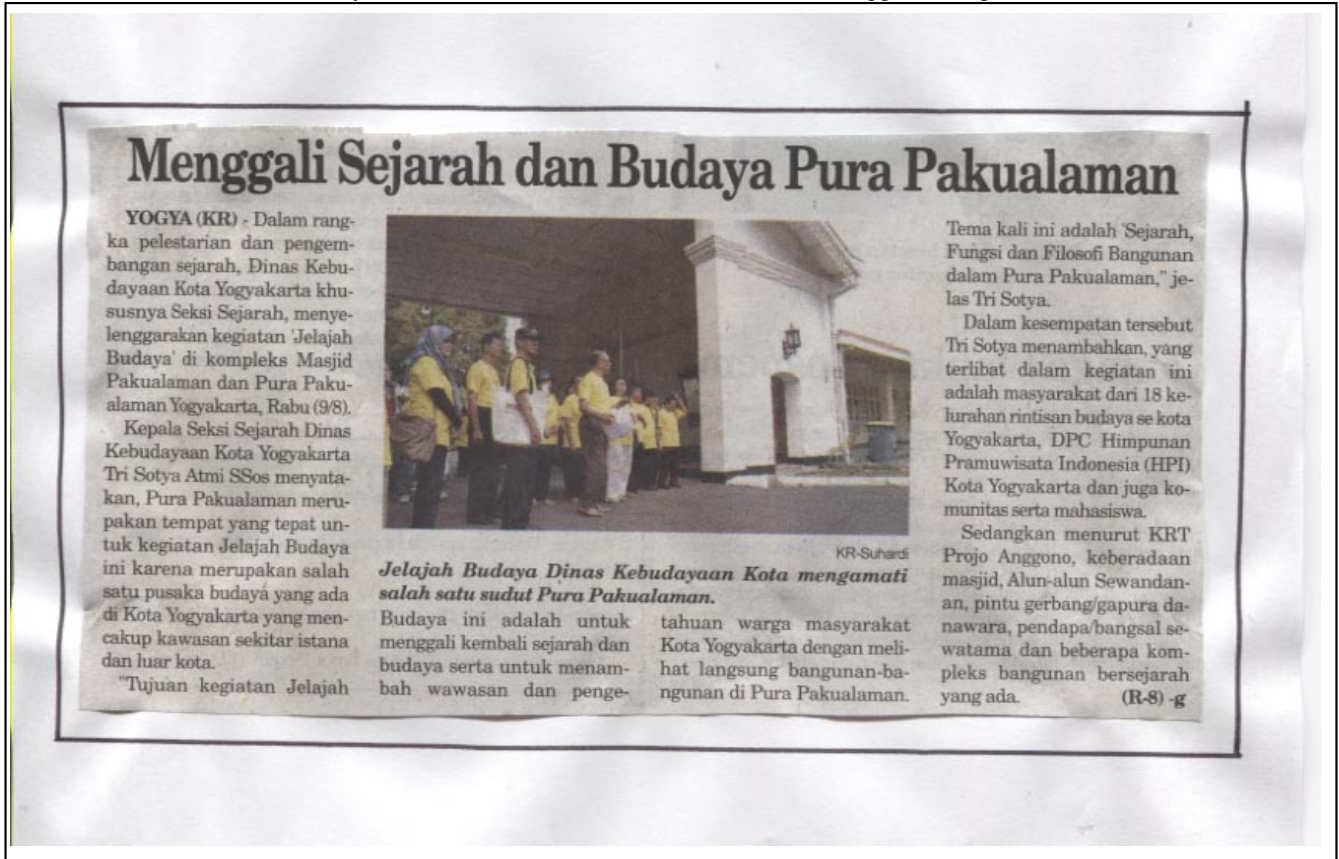 Menggali Sejarah dan Budaya Pura Pakualaman
YOGYA (KR) - Dalam rang-
ka pelestarian dan pengem-
bangan sejarah, Dinas Kebu-
dayaan Kota Yogyakarta khu-
susnya Seksi Sejarah, menye-
lenggarakan kegiatan 'Jelajah
Budaya' di kompleks Masjid
Pakualaman dan Pura Paku-
alaman Yogyakarta, Rabu (9/8).
Kepala Seksi Sejarah Dinas
Kebudayaan Kota Yogyakarta
Tri Sotya Atmi SSos menyata-
kan, Pura Pakualaman meru-
pakan tempat yang tepat un-
tuk kegiatan Jelajah Budaya
ini karena merupakan salah
satu pusaka budaya yang ada
di Kota Yogyakarta yang men-
cakup kawasan sekitar istana
dan luar kota.
"Tujuan kegiatan Jelajah
KR-Suhardi
Jelajah Budaya Dinas Kebudayaan Kota mengamati
salah satu sudut Pura Pakualaman.
Budaya ini adalah untuk
menggali kembali sejarah dan
budaya serta untuk menam-
bah wawasan dan penge-
tahuan warga masyarakat
Kota Yogyakarta dengan meli-
hat langsung bangunan-ba-
ngunan di Pura Pakualaman.
Tema kali ini adalah 'Sejarah,
Fungsi dan Filosofi Bangunan
dalam Pura Pakualaman," je-
las Tri Sotya.
Dalam kesempatan tersebut
Tri Sotya menambahkan, yang
terlibat dalam kegiatan ini
adalah masyarakat dari 18 ke-
lurahan rintisan budaya se kota
Yogyakarta, DPC Himpunan
Pramuwisata Indonesia (HPI)
Kota Yogyakarta dan juga ko-
munitas serta mahasiswa.
Sedangkan menurut KRT
Projo Anggono, keberadaan
masjid, Alun-alun Sewandan-
an, pintu gerbang/gapura da-
nawara, pendapa/bangsal se-
watama dan beberapa kom-
pleks bangunan bersejarah
yang ada. (R-8) -g